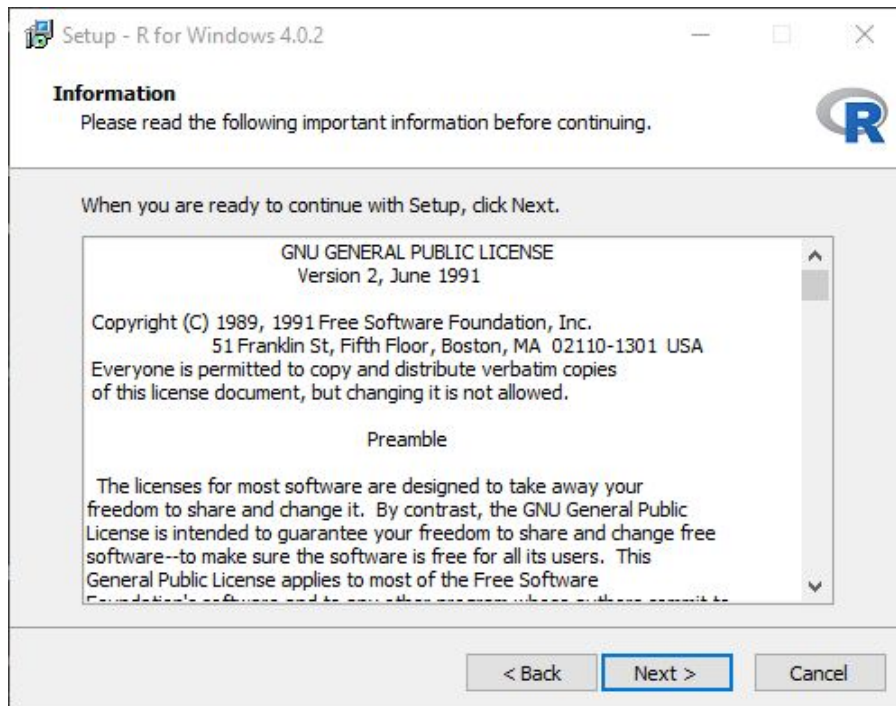 Setup - R for Windows 4.0.2
Information
Please read the following important information before continuing.
R
When you are ready to continue with Setup, click Next.
GNU GENERAL PUBLIC LICENSE
Version 2, June 1991
Copyright (C) 1989, 1991 Free Software Foundation, Inc.
51 Franklin St, Fifth Floor, Boston, MA 02110-1301 USA
Everyone is permitted to copy and distribute verbatim copies
of this license document, but changing it is not allowed.
Preamble
The licenses for most software are designed to take away your
freedom to share and change it. By contrast, the GNU General Public
License is intended to guarantee your freedom to share and change free
software--to make sure the software is free for all its users. This
General Public License applies to most of the Free Software
< Back Next > Cancel